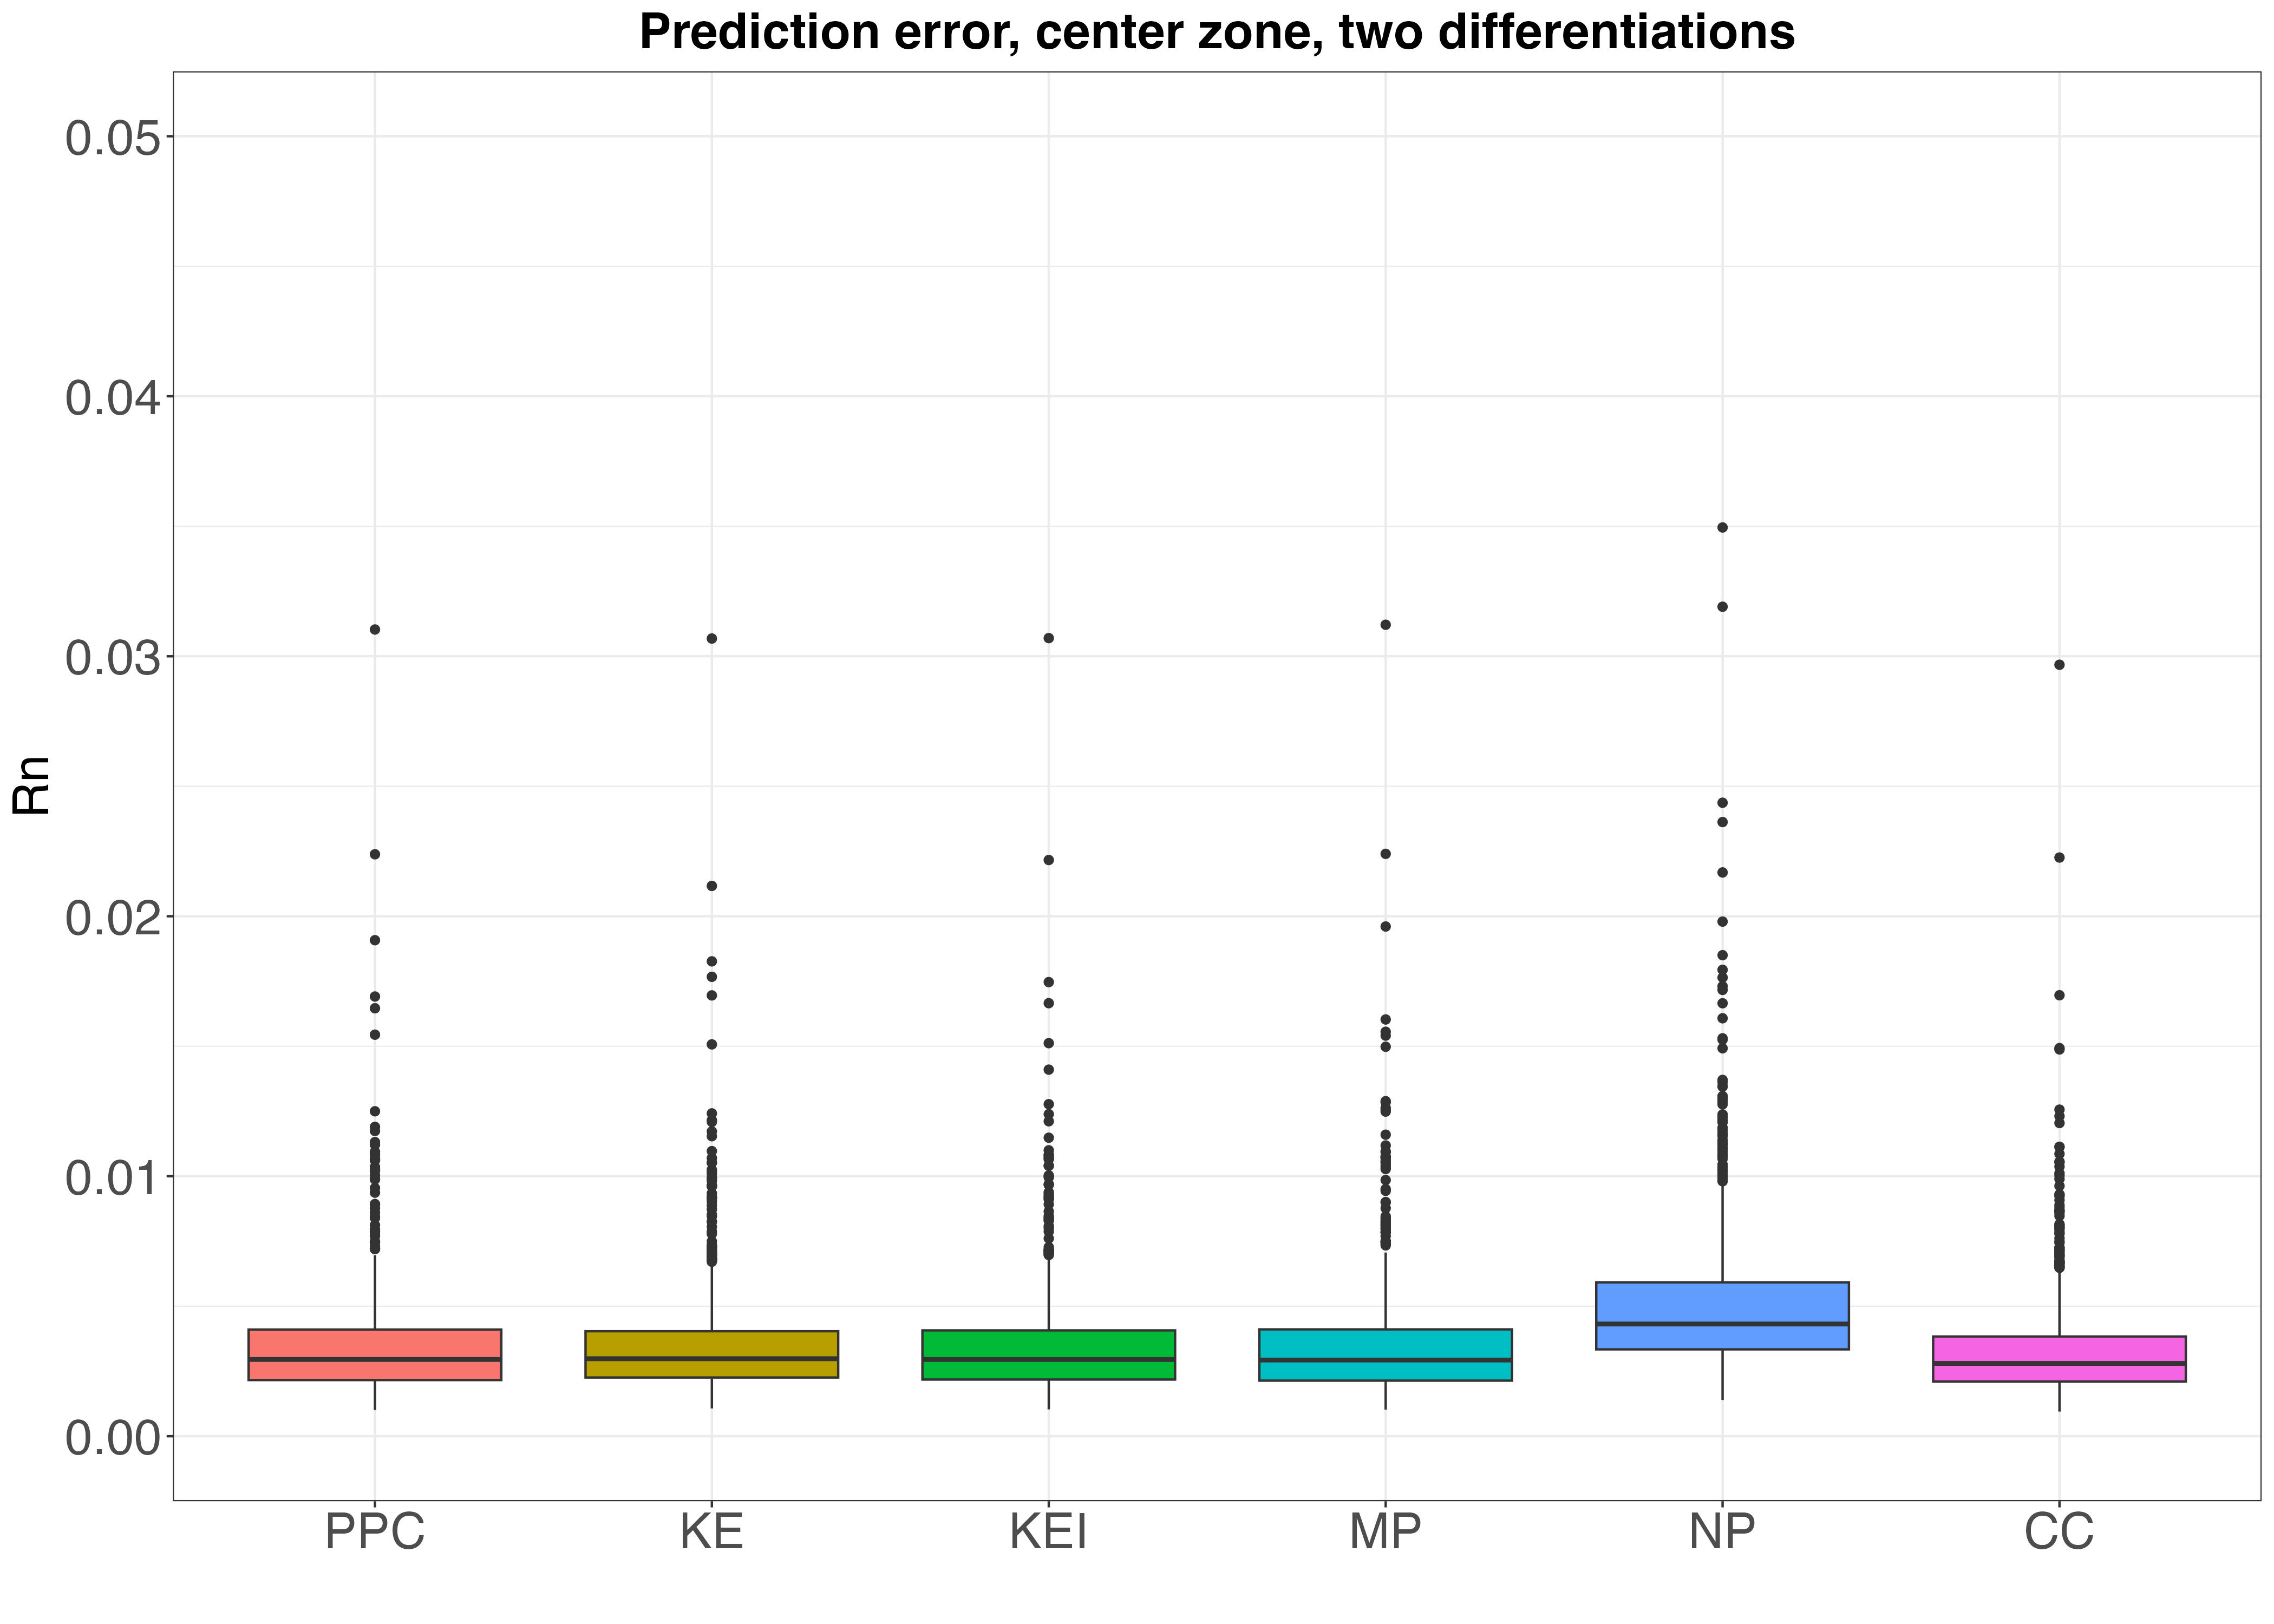 Prediction error, center zone, two differentiations
Rn
0.05
0.04
0.03
0.02
0.01
0.00
PPC KE KEI MP NP CC